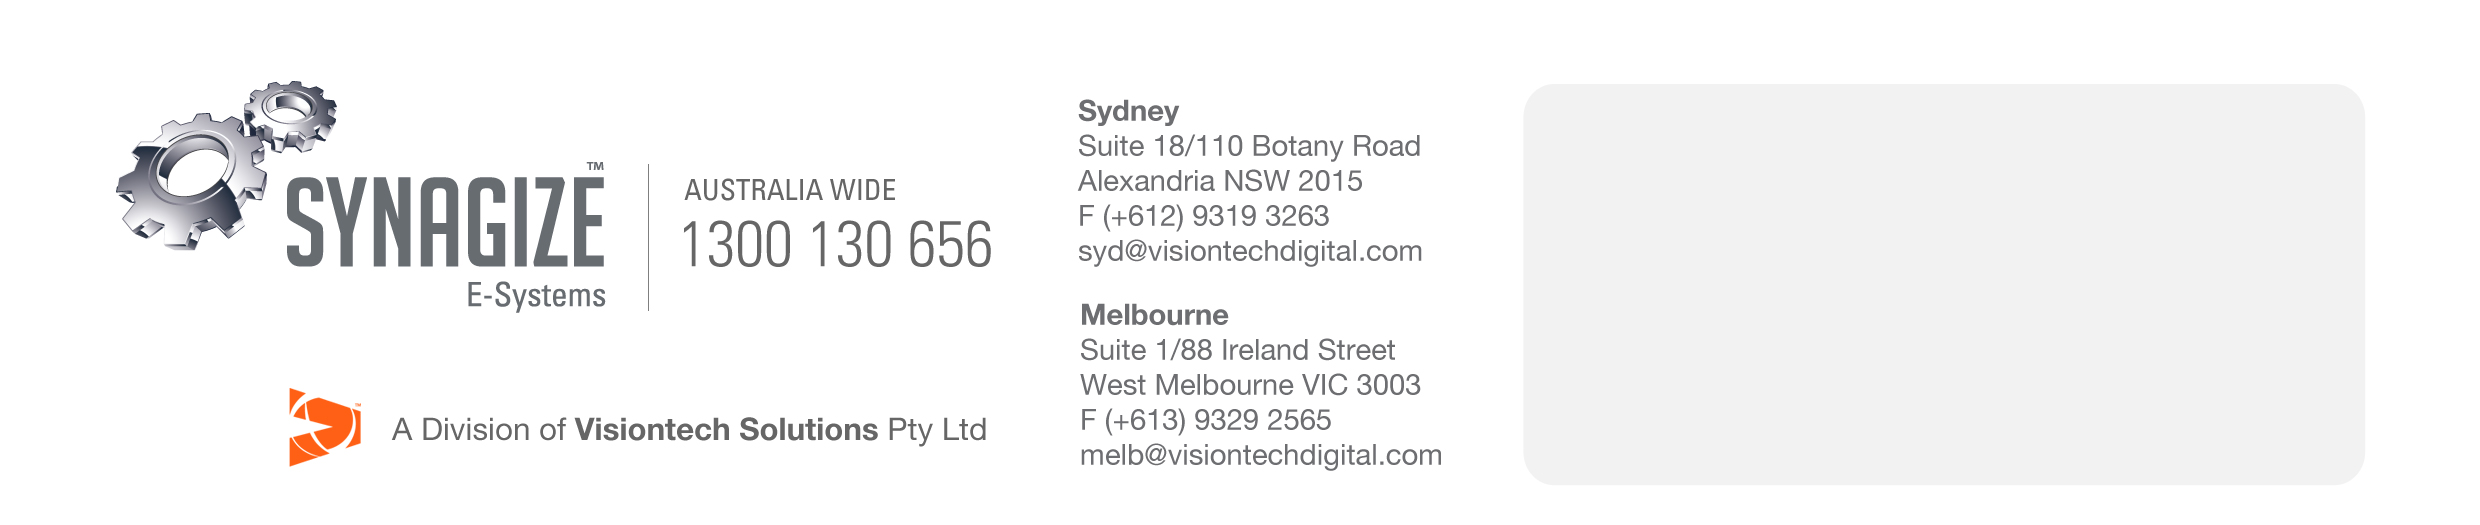 SYNAGIZE™
E-Systems
AUSTRALIA WIDE
1300 130 656
A Division of Visiontech Solutions Pty Ltd
Sydney
Suite 18/110 Botany Road
Alexandria NSW 2015
F (+612) 9319 3263
syd@visiontechdigital.com
Melbourne
Suite 1/88 Ireland Street
West Melbourne VIC 3003
F (+613) 9329 2565
melb@visiontechdigital.com